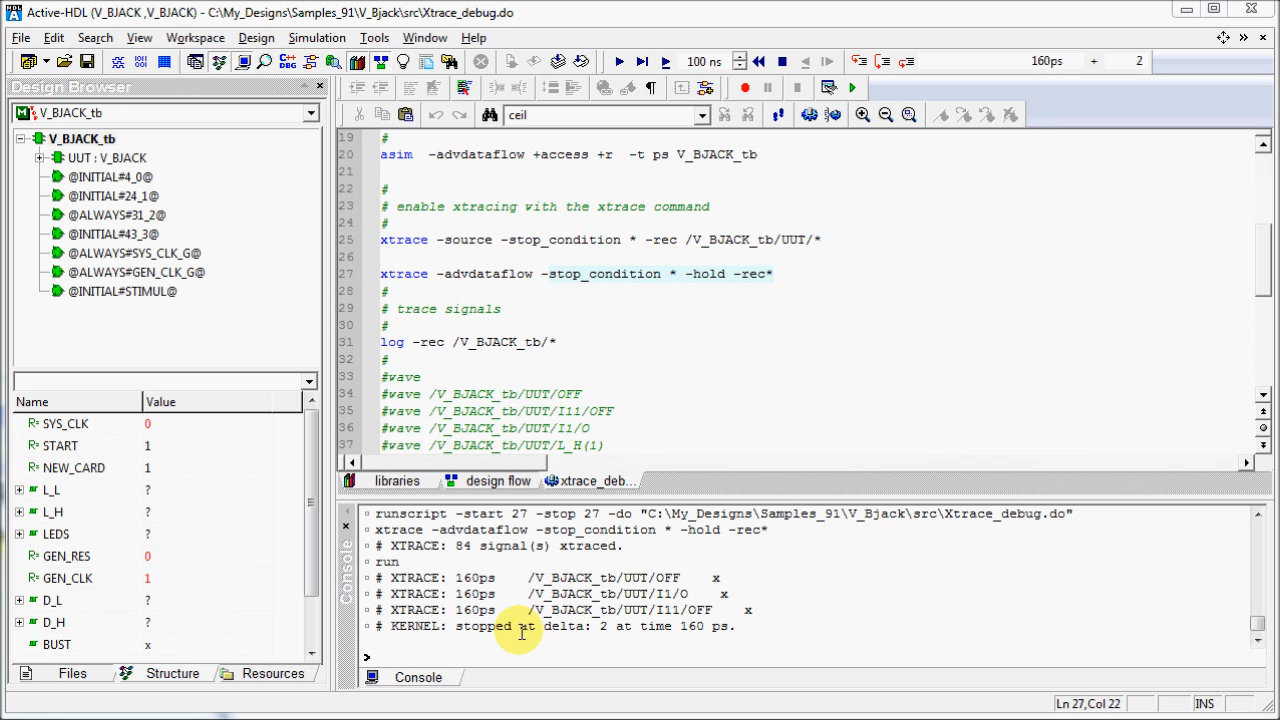 Active-HDL (V_BJACK ,V_BJACK) - C:\My_Designs\Samples_91\V_Bjack\src\Xtrace_debug.do
File Edit Search View Workspace Design Simulation Tools Window Help
100 ns 160ps + 2
Design Browser
V_BJACK_tb
ceil
V_BJACK_tb
UUT : V_BJACK
@INITIAL#4_0@
@INITIAL#24_1@
@ALWAYS#31_2@
@INITIAL#43_3@
@ALWAYS#SYS_CLK_G@
@ALWAYS#GEN_CLK_G@
@INITIAL#STIMUL@
Name Value
SYS_CLK 0
START 1
NEW_CARD 1
L_L ?
L_H ?
LEDS ?
GEN_RES 0
GEN_CLK 1
D_L ?
D_H ?
BUST x
Files Structure Resources
19 #
20 asim -advdataflow +access +r -t ps V_BJACK_tb
21
22 #
23 # enable xtracing with the xtrace command
24 #
25 xtrace -source -stop_condition * -rec /V_BJACK_tb/UUT/*
26
27 xtrace -advdataflow -stop_condition * -hold -rec*
28 #
29 # trace signals
30 #
31 log -rec /V_BJACK_tb/*
32 #
33 #wave
34 #wave /V_BJACK_tb/UUT/OFF
35 #wave /V_BJACK_tb/UUT/I11/OFF
36 #wave /V_BJACK_tb/UUT/I1/O
37 #wave /V_BJACK_tb/UUT/L_H(1)
libraries design flow xtrace_deb...
runscript -start 27 -stop 27 -do "C:\My_Designs\Samples_91\V_Bjack\src\Xtrace_debug.do"
xtrace -advdataflow -stop_condition * -hold -rec*
# XTRACE: 84 signal(s) xtraced.
run
# XTRACE: 160ps /V_BJACK_tb/UUT/OFF x
# XTRACE: 160ps /V_BJACK_tb/UUT/I1/O x
# XTRACE: 160ps /V_BJACK_tb/UUT/I11/OFF x
# KERNEL: stopped at delta: 2 at time 160 ps.
>
Console
Console
Ln 27,Col 22 INS